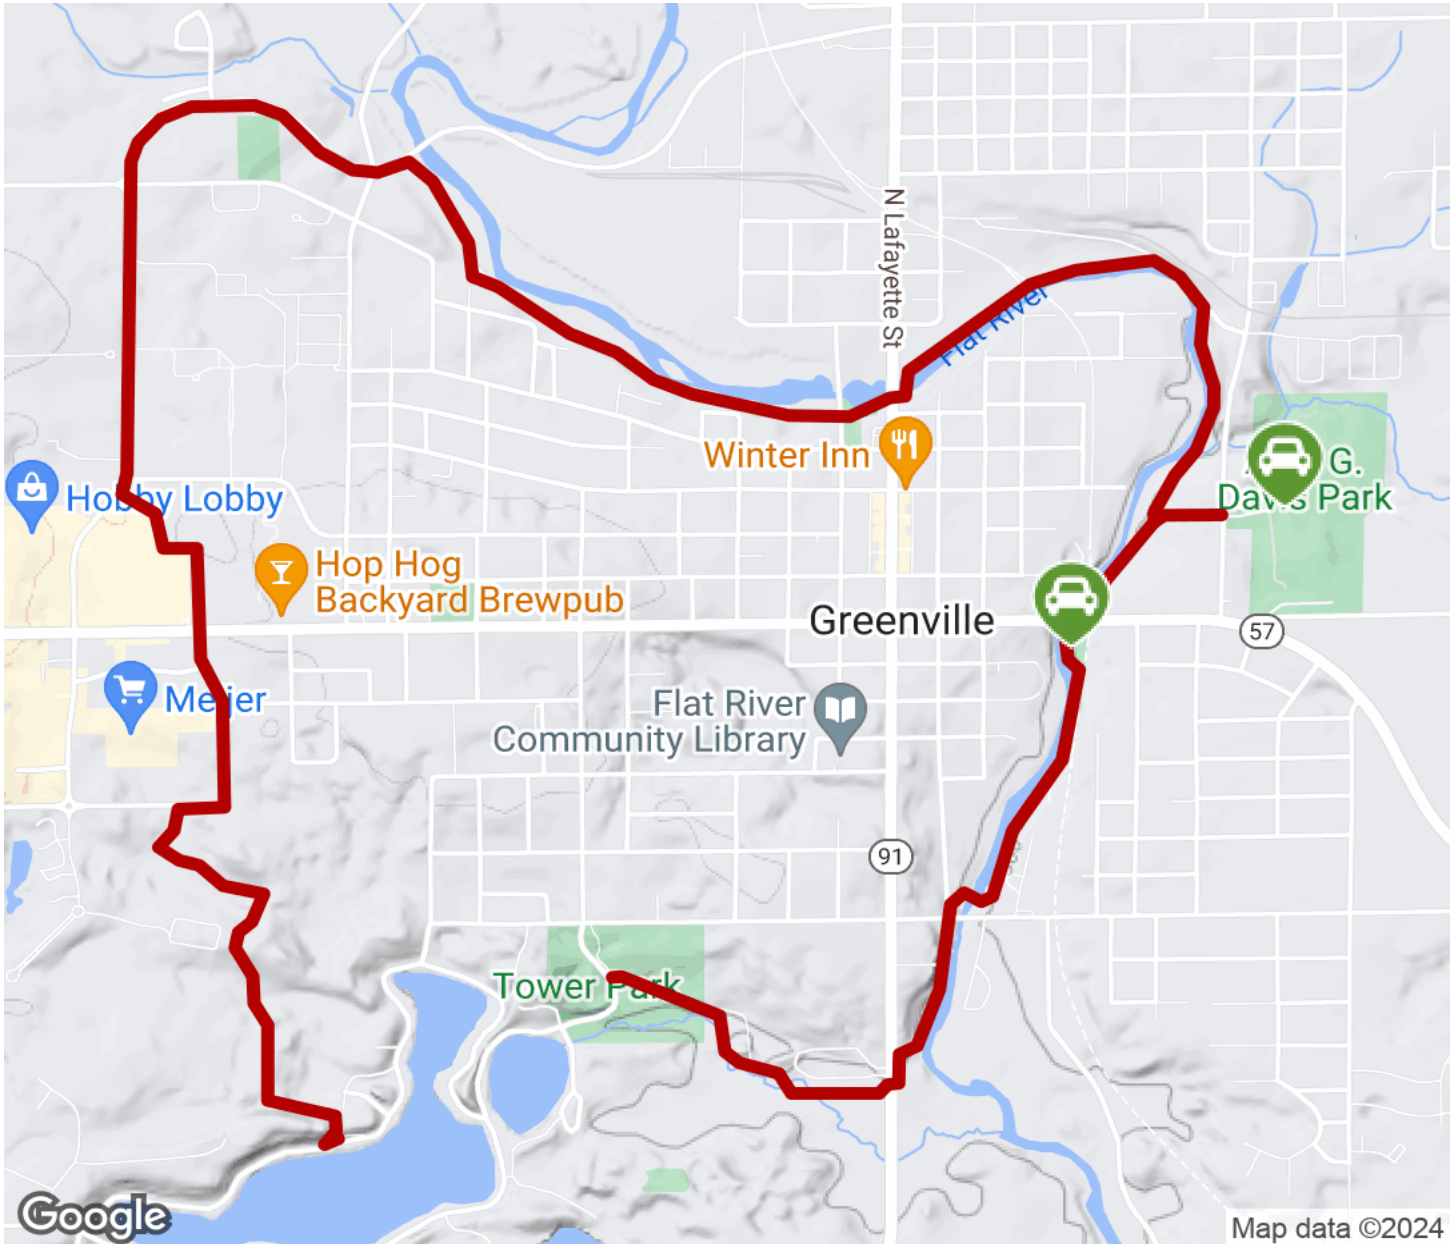 N Lafayette St
Flat River
Winter Inn
G.
Davis Park
Hobby Lobby
Hop Hog
Backyard Brewpub
Greenville
57
Meijer
Flat River
Community Library
91
Tower Park
Google
Map data ©2024